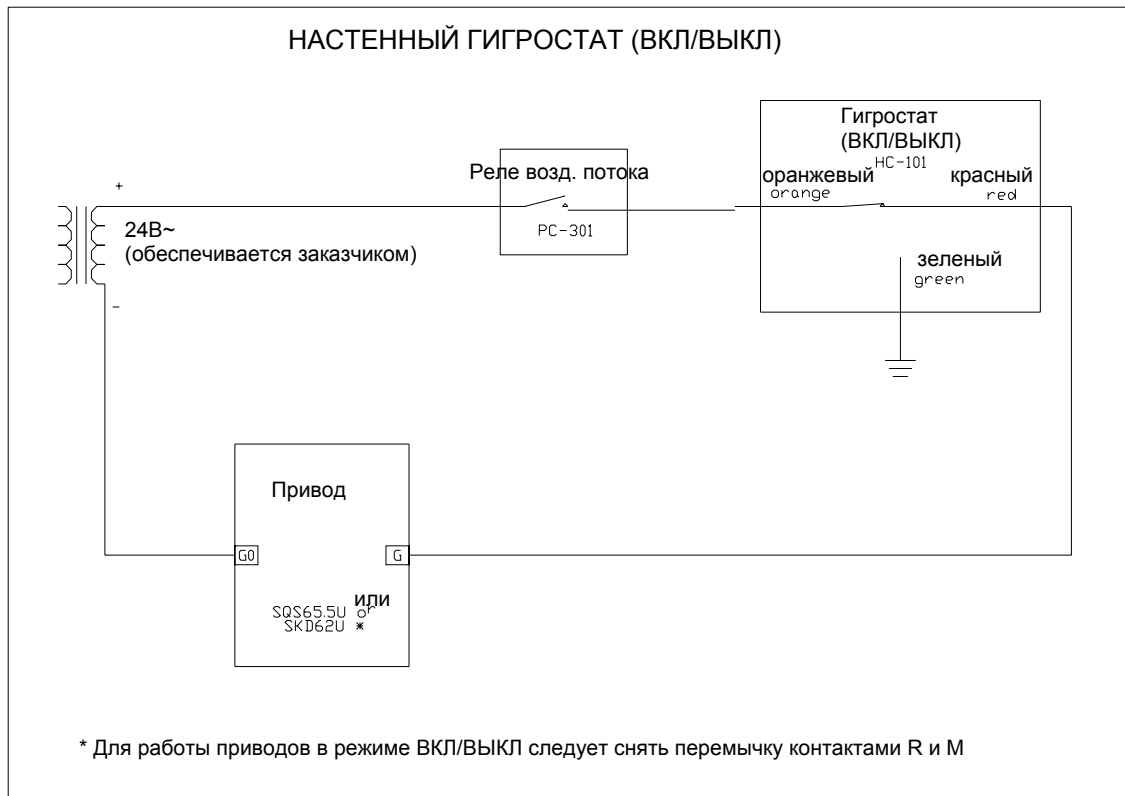 НАСТЕННЫЙ ГИГРОСТАТ (ВКЛ/ВЫКЛ)
Гигростат
(ВКЛ/ВЫКЛ)
HC-101
Реле возд. потока
оранжевый
orange
красный
red
+
24В~
(обеспечивается заказчиком)
PC-301
зеленый
green
-
Привод
G0
G
или
SQS65.5U or
SKD62U *
* Для работы приводов в режиме ВКЛ/ВЫКЛ следует снять перемычку контактами R и M